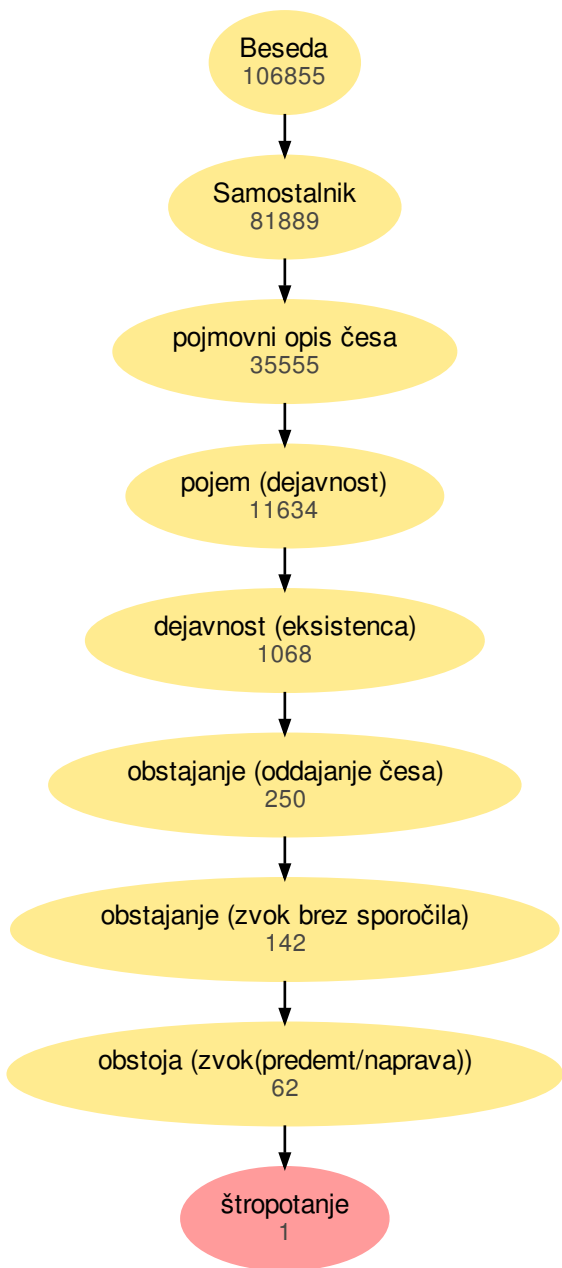 Beseda
106855
Samostalnik
81889
pojmovni opis česa
35555
pojem (dejavnost)
11634
dejavnost (eksistenca)
1068
obstajanje (oddajanje česa)
250
obstajanje (zvok brez sporočila)
142
obstoja (zvok(predemt/naprava))
62
štropotanje
1